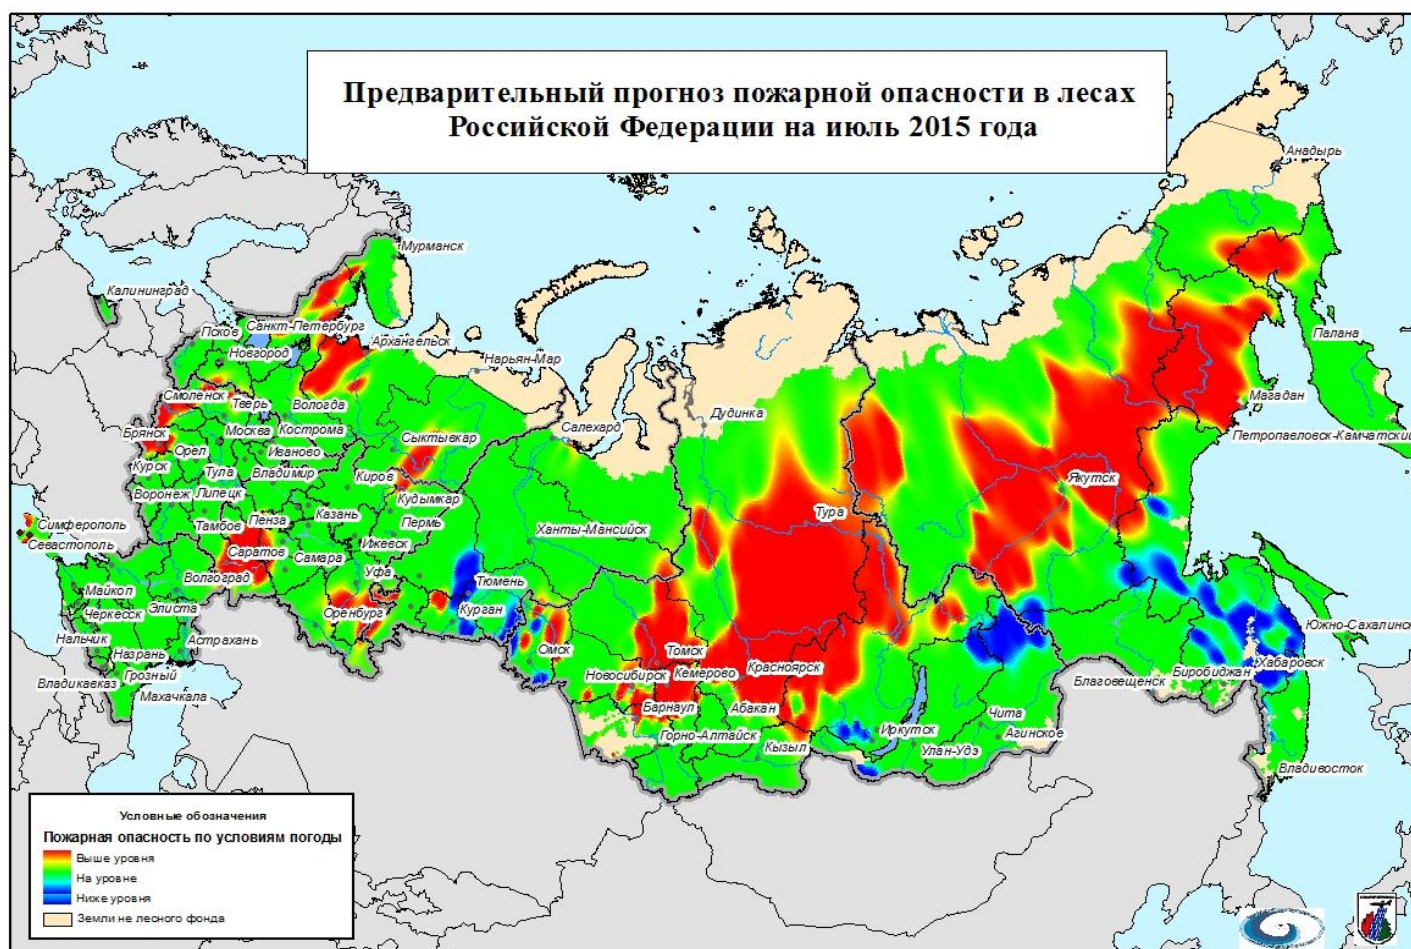 Предварительный прогноз пожарной опасности в лесах
Российской Федерации на июль 2015 года
Анадырь
Мурманск
Калининград
Псков
Санкт-Петербург
Архангельск
Новгород
Нарьян-Мар
Палана
Смоленск
Тверь
Вологда
Дудинка
Магадан
Салехард
Брянск
Москва
Кострома
Сыктывкар
Петропавловск-Камчатский
Орел
Иваново
Курск
Тула
Владимир
Киров
Якутск
Воронеж
Липецк
Кудымкар
Тура
Симферополь
Тамбов
Пенза
Казань
Пермь
Ханты-Мансийск
Севастополь
Саратов
Самара
Ижевск
Волгоград
Уфа
Тюмень
Майкоп
Черкесск
Элиста
Оренбург
Курган
Южно-Сахалинск
Нальчик
Астрахань
Омск
Томск
Назрань
Новосибирск
Кемерово
Красноярск
Биробиджан
Хабаровск
Грозный
Владикавказ
Махачкала
Благовещенск
Барнаул
Абакан
Чита
Иркутск
Агинское
Горно-Алтайск
Кызыл
Улан-Удэ
Владивосток
Условные обозначения
Пожарная опасность по условиям погоды
Выше уровня
На уровне
Ниже уровня
Земли не лесного фонда